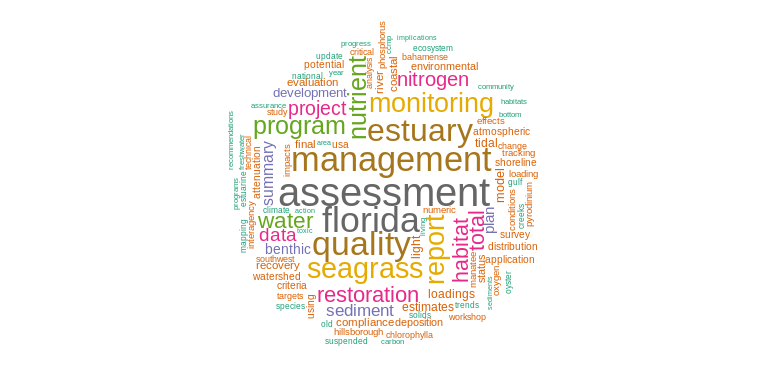 progress
phosphorus
ccmp,
implications
update
critical
ecosystem
potential
bahamense
national,
year
analysis
river
coastal
environmental
evaluation
nutrient
nitrogen
development
community
assurance
project
monitoring
habitats
study
bottom
program
estuary
effects
atmospheric
recommendations
freshwater
technical
final
area
usa
tidal
change
tracking
summary
impacts
management
model
shoreline
attenuation
loading
programs
estuarine
assessment
gulf
climate
action
numeric
conditions
pyrodinium
creeks
water
toxic
florida
living
total
plan
interagency
mapping
data
quality
light
report
habitat
survey
benthic
distribution
southwest
seagrass
manatee
status
application
recovery
watershed
oxygen,
oyster
criteria
targets
restoration
loadings
sediments
species
using
sediment
estimates
trends
solids
workshop
old
compliance
deposition
hillsborough
chlorophylla
suspended
carbon